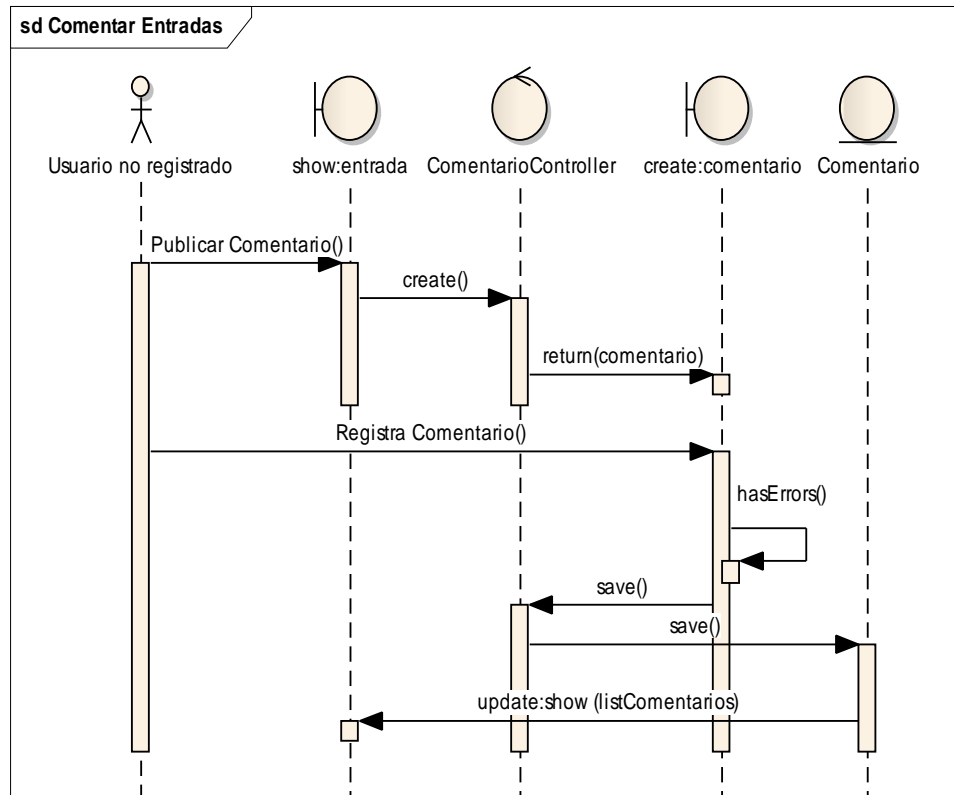 sd Comentar Entradas
Usuario no registrado
show:entrada
ComentarioController
create:comentario
Comentario
Publicar Comentario()
create()
return(comentario)
Registra Comentario()
hasErrors()
save()
save()
update:show (listComentarios)